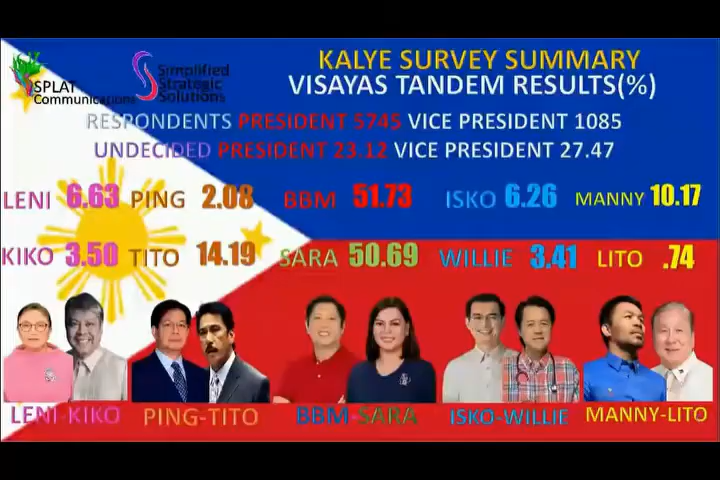 SPLAT
Communications
Simplified
Strategic
Solutions
KALYE SURVEY SUMMARY
VISAYAS TANDEM RESULTS(%)
RESPONDENTS PRESIDENT 5745 VICE PRESIDENT 1085
UNDECIDED PRESIDENT 23.12 VICE PRESIDENT 27.47
LENI 6.63 PING 2.08 BBM 51.73 ISKO 6.26 MANNY 10.17
KIKO 3.50 TITO 14.19 SARA 50.69 WILLIE 3.41 LITO .74
LENI-KIKO PING-TITO BBM-SARA ISKO-WILLIE MANNY-LITO